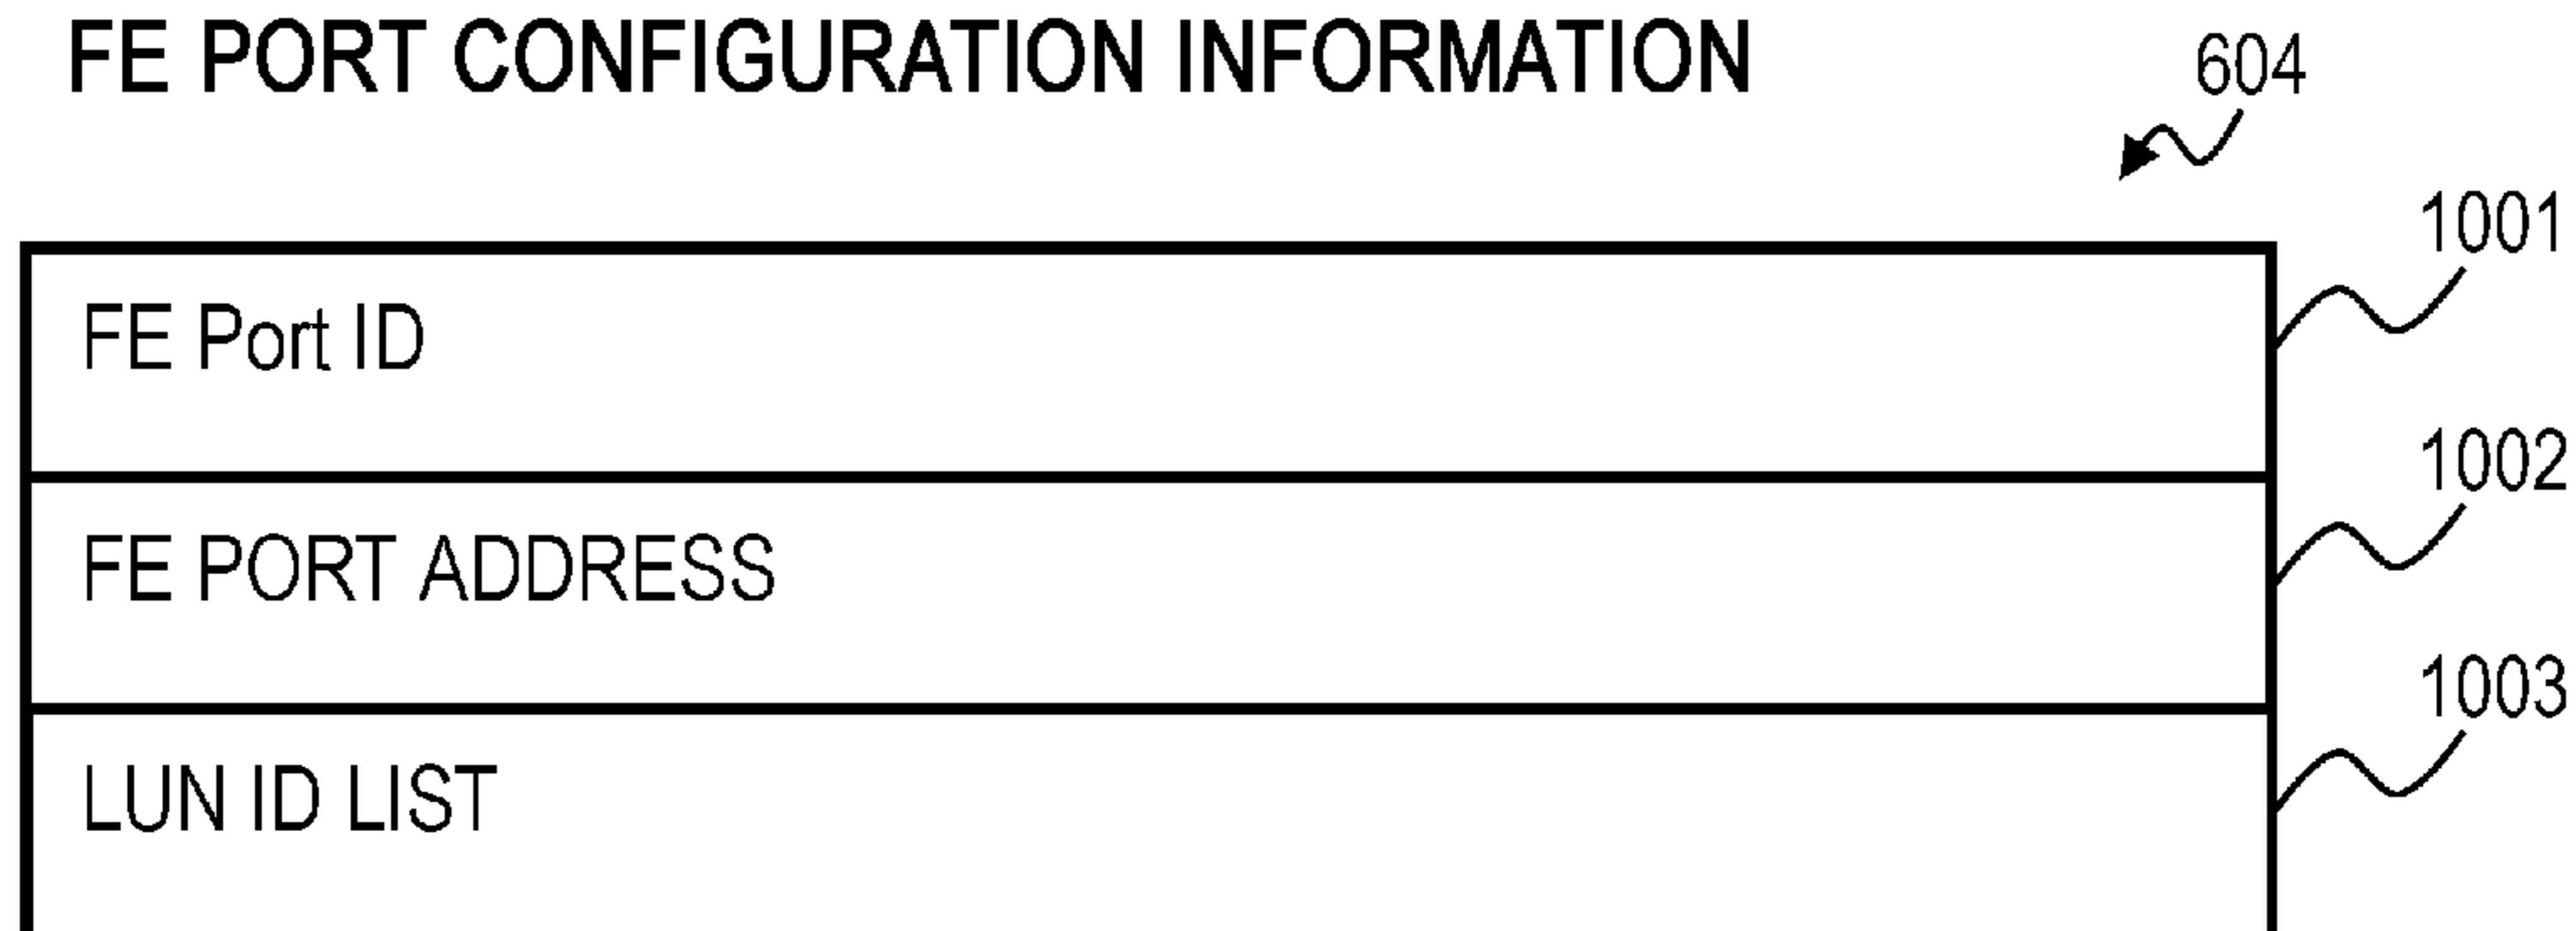 FE PORT CONFIGURATION INFORMATION
604
1001
FE Port ID
1002
FE PORT ADDRESS
1003
LUN ID LIST